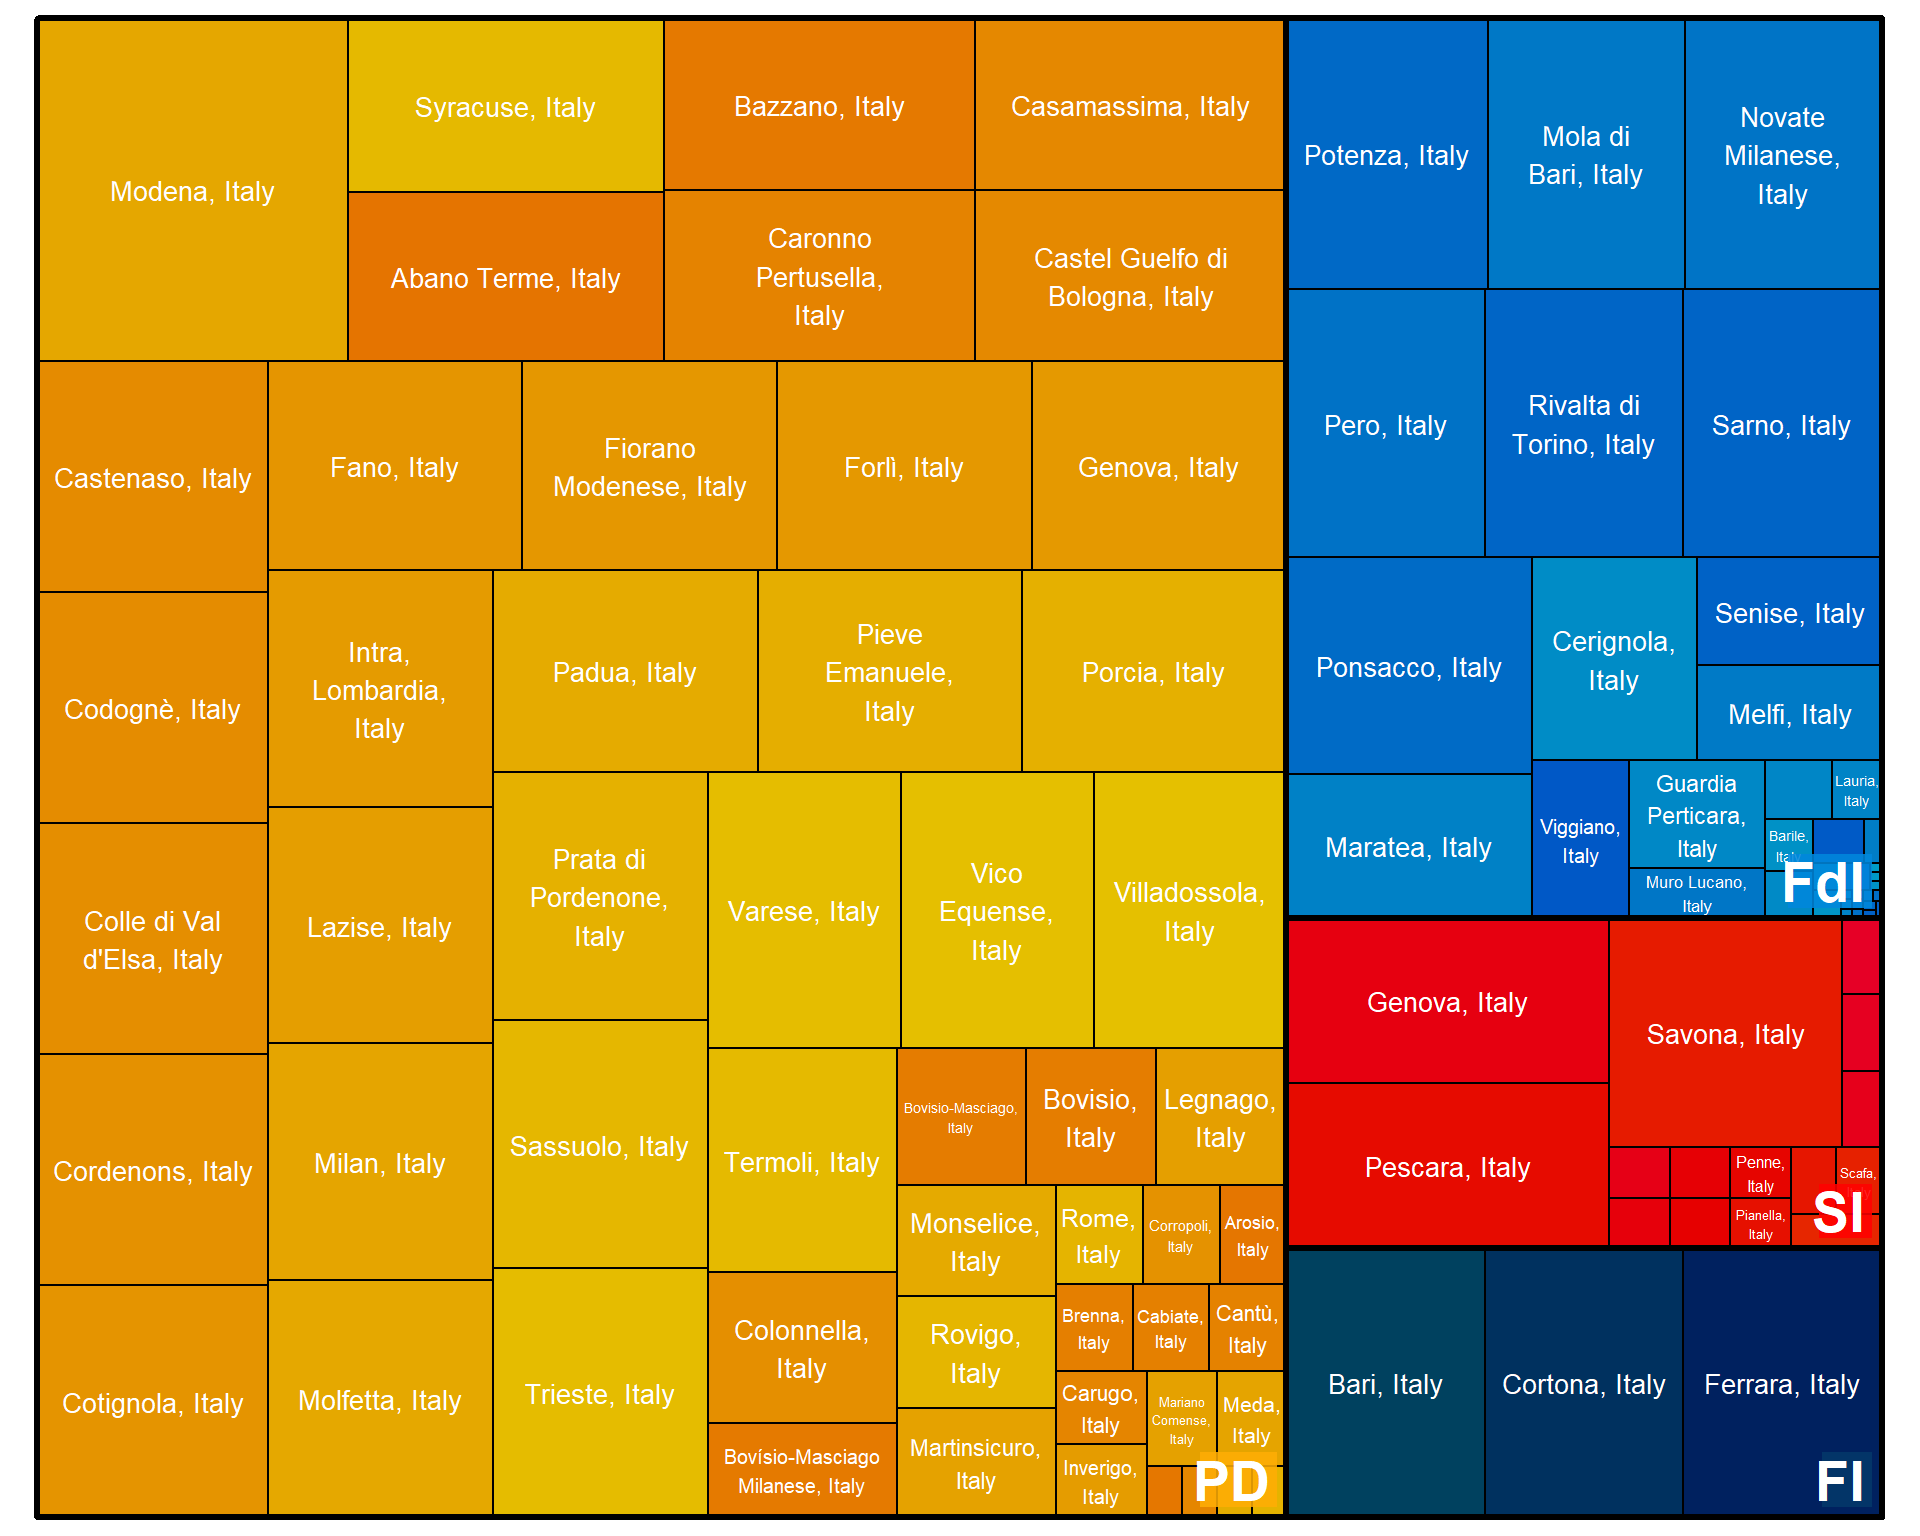 Modena, Italy
Syracuse, Italy
Abano Terme, Italy
Bazzano, Italy
Casamassima, Italy
Caronno
Pertusella,
Italy
Castel Guelfo di
Bologna, Italy
Castenaso, Italy
Fano, Italy
Fiorano
Modenese, Italy
Forlì, Italy
Genova, Italy
Codognè, Italy
Intra,
Lombardia,
Italy
Padua, Italy
Pieve
Emanuele,
Italy
Porcia, Italy
Colle di Val
d'Elsa, Italy
Lazise, Italy
Prata di
Pordenone,
Italy
Varese, Italy
Vico
Equense,
Italy
Villadossola,
Italy
Cordenons, Italy
Milan, Italy
Sassuolo, Italy
Termoli, Italy
Bovisio-Masciago,
Italy
Bovisio,
Italy
Legnago,
Italy
Monselice,
Italy
Rome,
Italy
Corropoli,
Italy
Arosio,
Italy
Cotignola, Italy
Molfetta, Italy
Trieste, Italy
Colonnella,
Italy
Bovísio-Masciago
Milanese, Italy
Rovigo,
Italy
Martinsicuro,
Italy
Brenna,
Italy
Cabiate,
Italy
Cantù,
Italy
Carugo,
Italy
Mariano
Comense,
Italy
Meda,
Italy
Inverigo,
Italy
PD
Potenza, Italy
Mola di
Bari, Italy
Novate
Milanese,
Italy
Pero, Italy
Rivalta di
Torino, Italy
Sarno, Italy
Ponsacco, Italy
Cerignola,
Italy
Senise, Italy
Melfi, Italy
Maratea, Italy
Viggiano,
Italy
Guardia
Perticara,
Italy
Muro Lucano,
Italy
Lauria,
Italy
Barile,
Italy
FdI
Genova, Italy
Savona, Italy
Pescara, Italy
Penne,
Italy
Pianella,
Italy
Scafa,
Italy
SI
Bari, Italy
Cortona, Italy
Ferrara, Italy
FI